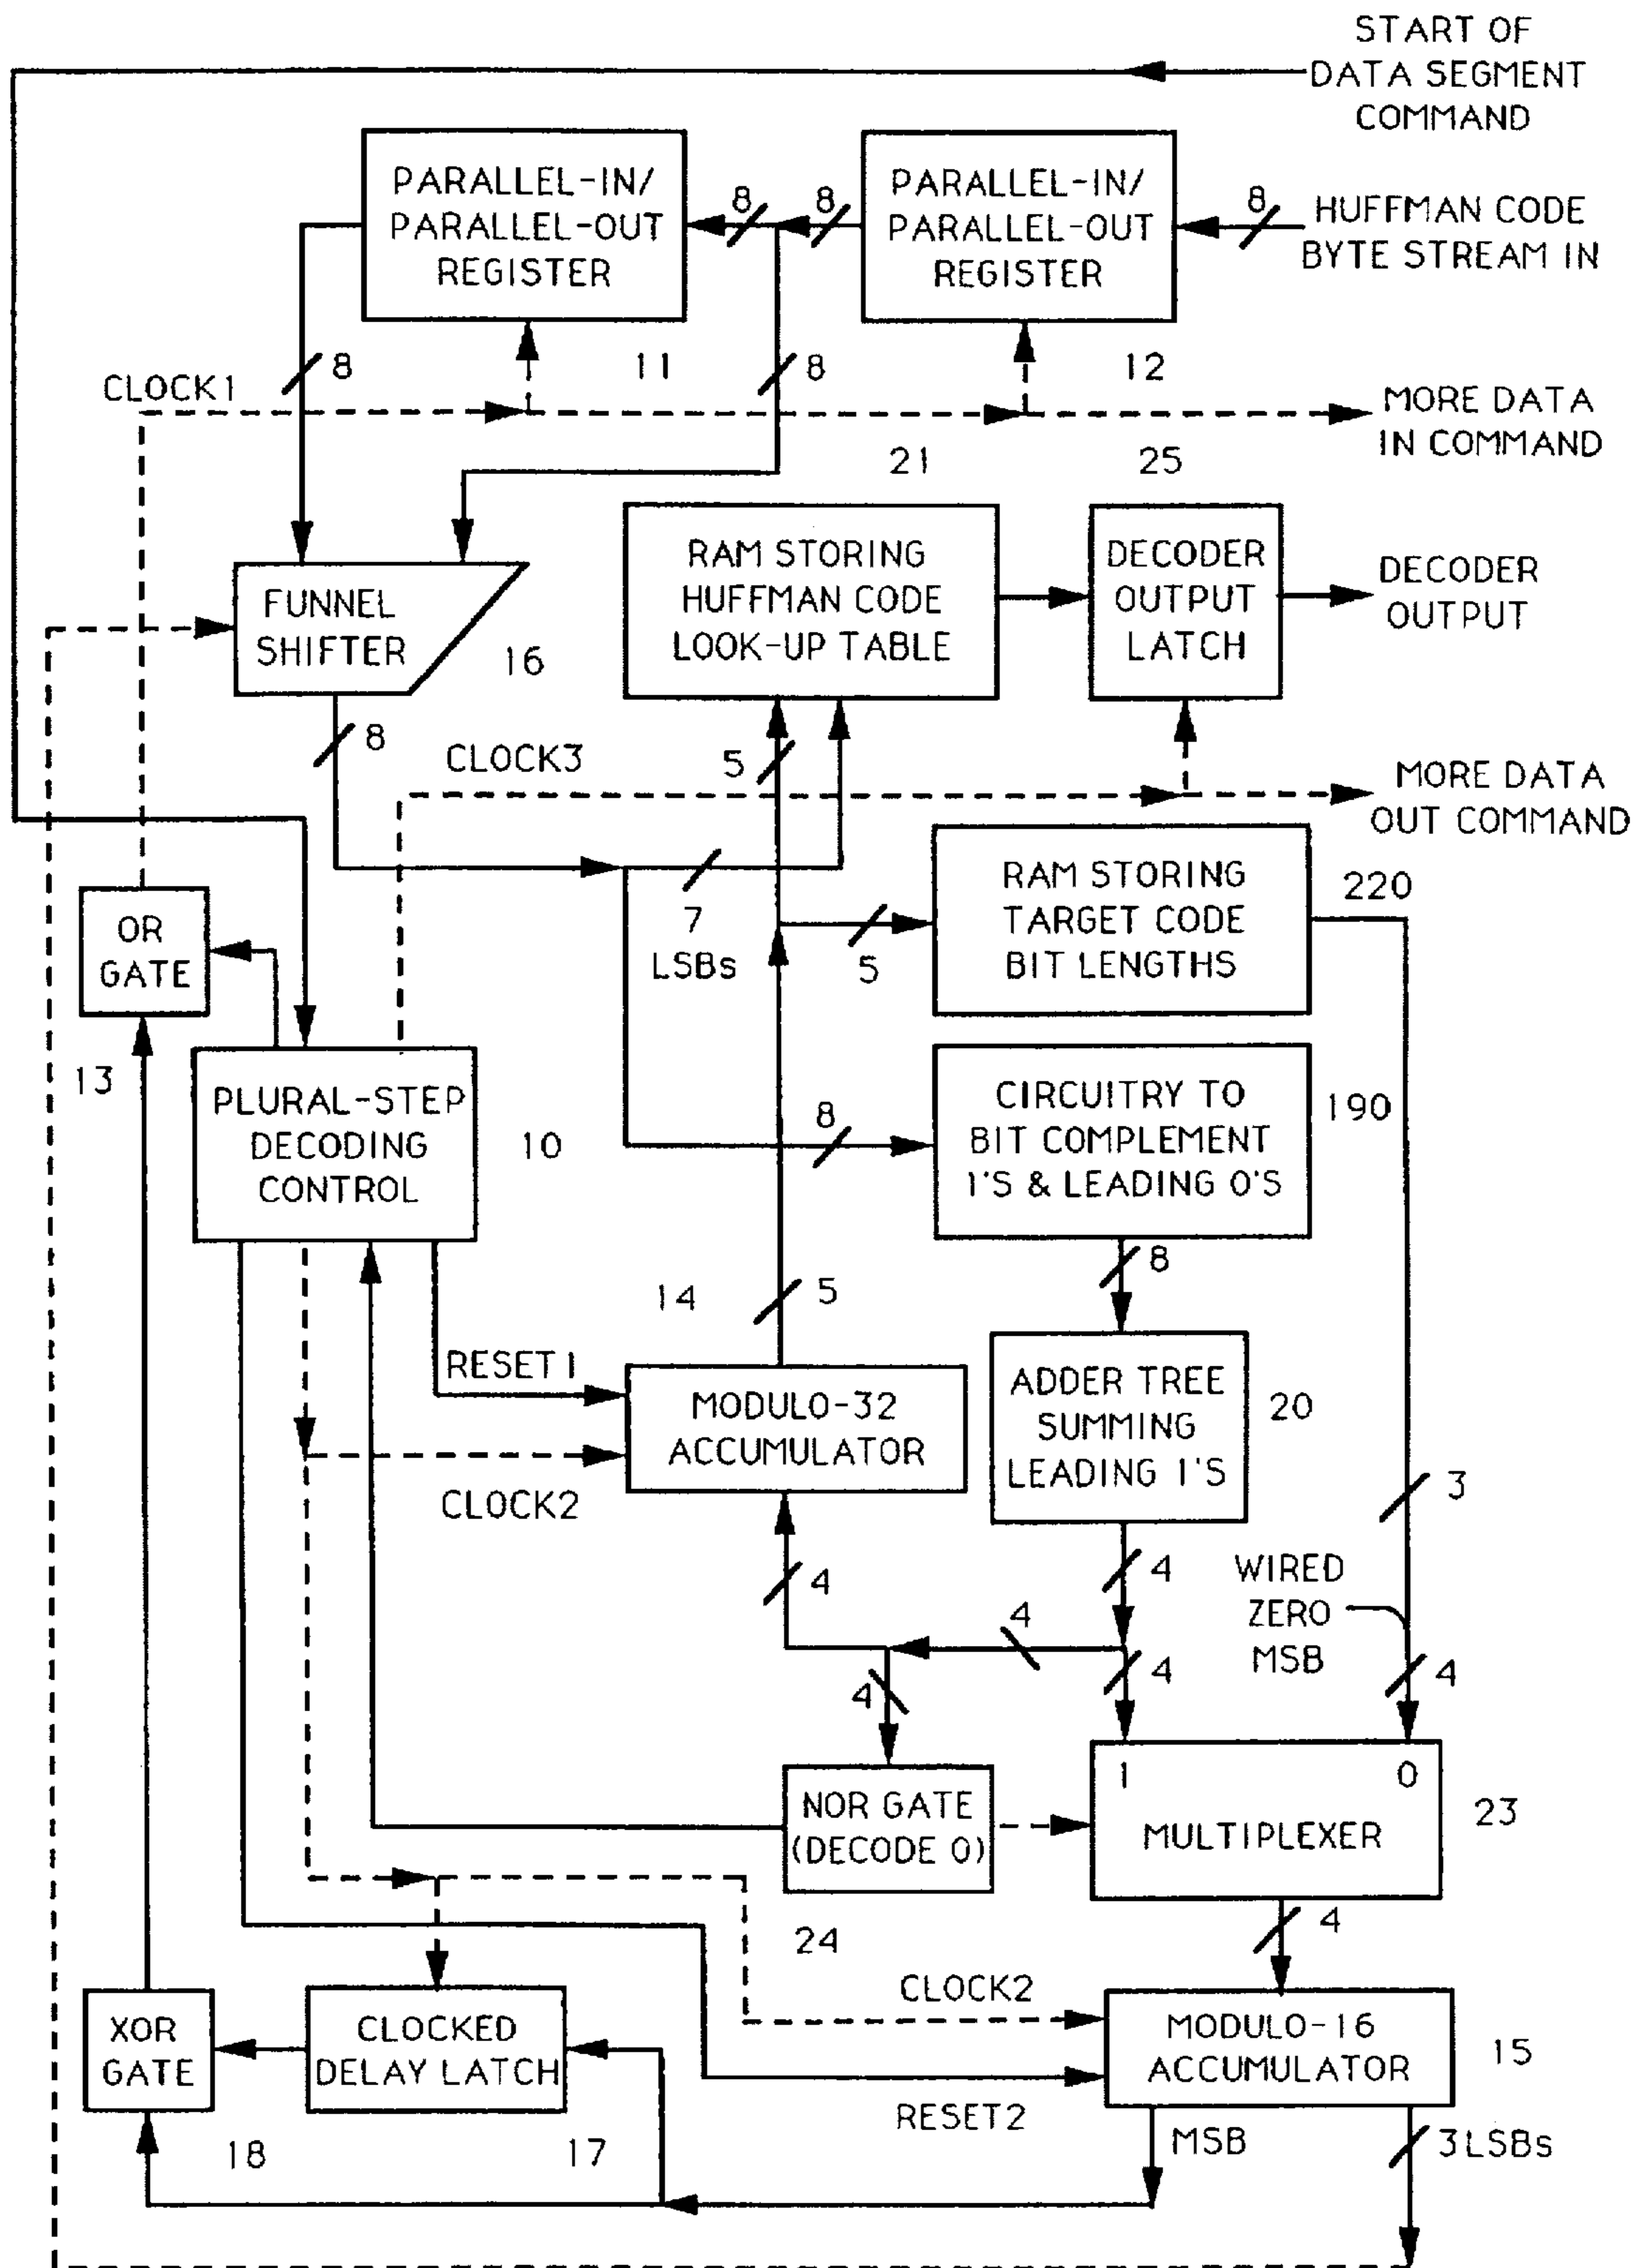 START OF
DATA SEGMENT
COMMAND
PARALLEL-IN/
PARALLEL-OUT
REGISTER
8
8
PARALLEL-IN/
PARALLEL-OUT
REGISTER
8
HUFFMAN CODE
BYTE STREAM IN
CLOCK1
8
11
8
12
MORE DATA
IN COMMAND
21
25
FUNNEL
SHIFTER
16
RAM STORING
HUFFMAN CODE
LOOK-UP TABLE
DECODER
OUTPUT
LATCH
DECODER
OUTPUT
8
CLOCK3
5
MORE DATA
OUT COMMAND
OR
GATE
7
LSBs
5
RAM STORING
TARGET CODE
BIT LENGTHS
220
13
PLURAL-STEP
DECODING
CONTROL
10
8
CIRCUITRY TO
BIT COMPLEMENT
1'S & LEADING 0'S
190
8
14
5
RESET1
MODULO-32
ACCUMULATOR
ADDER TREE
SUMMING
LEADING 1'S
20
CLOCK2
3
4
4
WIRED
ZERO
MSB
4
4
4
4
NOR GATE
(DECODE 0)
1
0
MULTIPLEXER
23
24
4
CLOCK2
XOR
GATE
CLOCKED
DELAY LATCH
MODULO-16
ACCUMULATOR
15
RESET2
18
17
MSB
3 LSBs